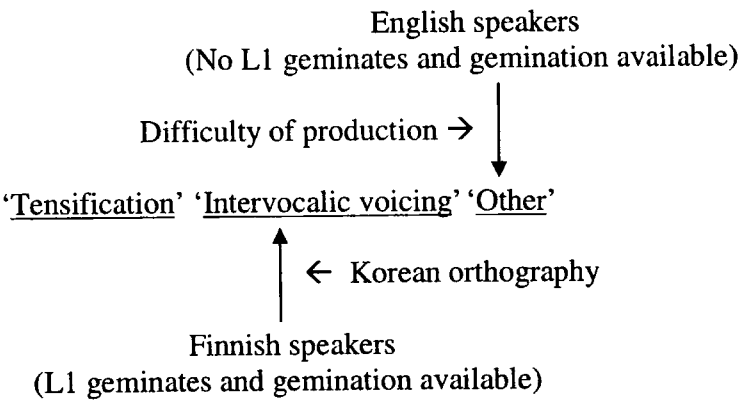 English speakers
(No L1 geminates and gemination available)
Difficulty of production →
‘Tensification’ ‘Intervocalic voicing’ ‘Other’
← Korean orthography
Finnish speakers
(L1 geminates and gemination available)